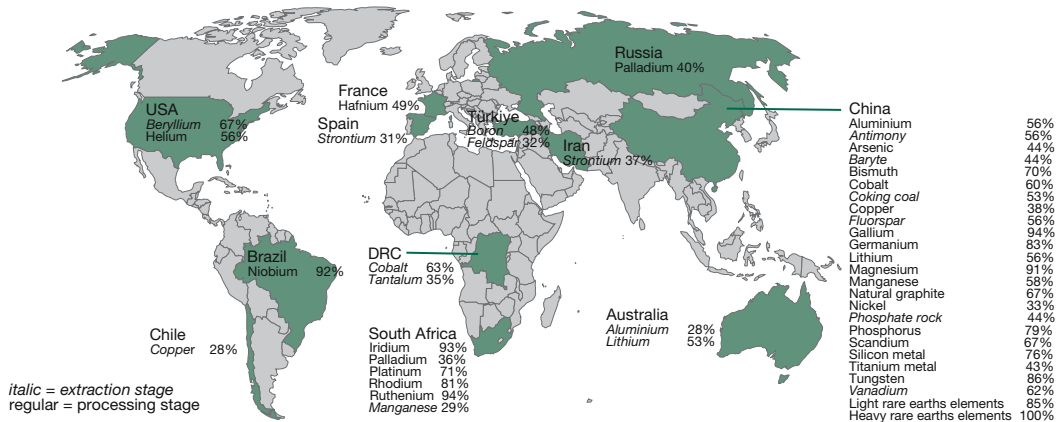 Russia
Palladium 40%
France
Hafnium 49%
Spain
Strontium 31%
Türkiye
Boron 48%
Feldspar 32%
Iran
Strontium 37%
USA
Beryllium 67%
Helium 56%
China
Aluminium 56%
Antimony 56%
Arsenic 44%
Baryte 44%
Bismuth 70%
Cobalt 60%
Coking coal 53%
Copper 38%
Fluorspar 56%
Gallium 94%
Germanium 83%
Lithium 56%
Magnesium 91%
Manganese 58%
Natural graphite 67%
Nickel 33%
Phosphate rock 44%
Phosphorus 79%
Scandium 67%
Silicon metal 76%
Titanium metal 43%
Tungsten 86%
Vanadium 62%
Light rare earths elements 85%
Heavy rare earths elements 100%
Brazil
Niobium 92%
DRC
Cobalt 63%
Tantalum 35%
Chile
Copper 28%
South Africa
Iridium 93%
Palladium 36%
Platinum 71%
Rhodium 81%
Ruthenium 94%
Manganese 29%
Australia
Aluminium 28%
Lithium 53%
italic = extraction stage
regular = processing stage